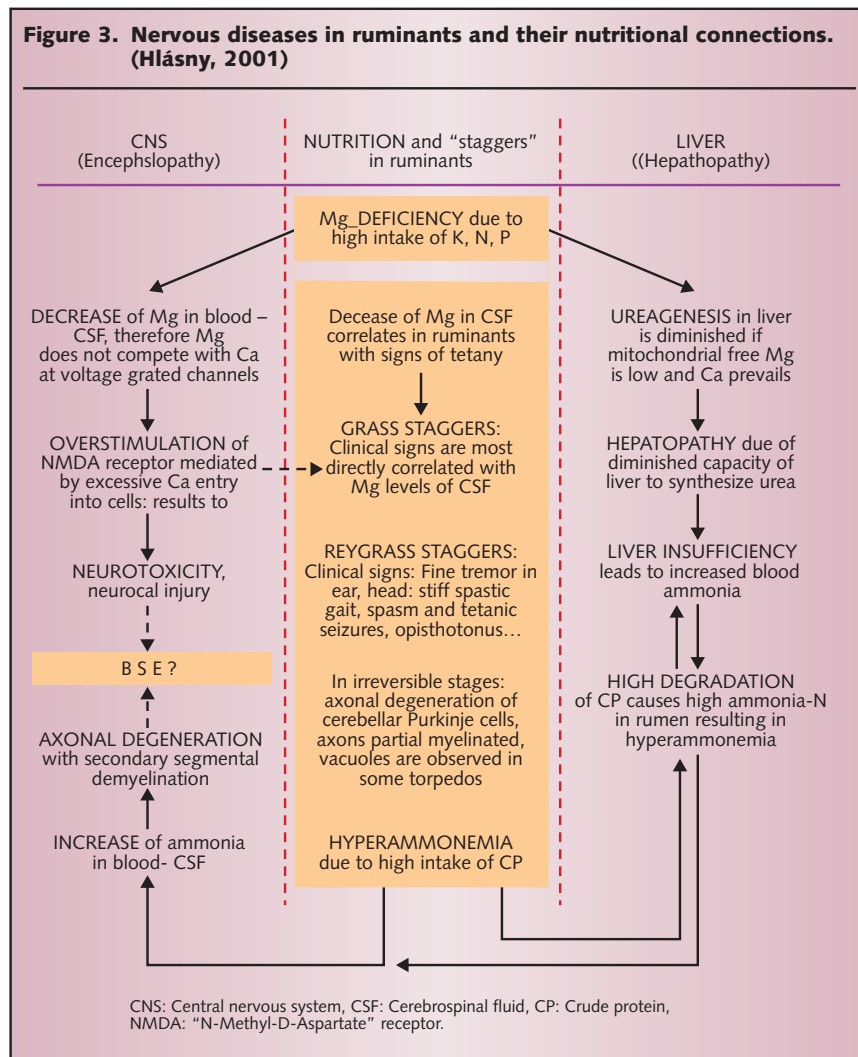 Figure 3. Nervous diseases in ruminants and their nutritional connections.
(Hlásny, 2001)
CNS
(Encephslopathy)
NUTRITION and “staggers”
in ruminants
LIVER
((Hepathopathy)
Mg_DEFICIENCY due to
high intake of K, N, P
DECREASE of Mg in blood –
CSF, therefore Mg
does not compete with Ca
at voltage grated channels
OVERSTIMULATION of
NMDA receptor mediated
by excessive Ca entry
into cells: results to
NEUROTOXICITY,
neurocal injury
B S E ?
AXONAL DEGENERATION
with secondary segmental
demyelination
INCREASE of ammonia
in blood- CSF
Decease of Mg in CSF
correlates in ruminants
with signs of tetany
GRASS STAGGERS:
Clinical signs are most
directly correlated with
Mg levels of CSF
REYGRASS STAGGERS:
Clinical signs: Fine tremor in
ear, head: stiff spastic
gait, spasm and tetanic
seizures, opisthotonus…
In irreversible stages:
axonal degeneration of
cerebellar Purkinje cells,
axons partial myelinated,
vacuoles are observed in
some torpedos
HYPERAMMONEMIA
due to high intake of CP
UREAGENESIS in liver
is diminished if
mitochondrial free Mg
is low and Ca prevails
HEPATOPATHY due of
diminished capacity of
liver to synthesize urea
LIVER INSUFFICIENCY
leads to increased blood
ammonia
HIGH DEGRADATION
of CP causes high ammonia-N
in rumen resulting in
hyperammonemia
CNS: Central nervous system, CSF: Cerebrospinal fluid, CP: Crude protein,
NMDA: “N-Methyl-D-Aspartate” receptor.